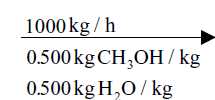 1000 kg / h
0.500 kg CH₃OH / kg
0.500 kg H₂O / kg